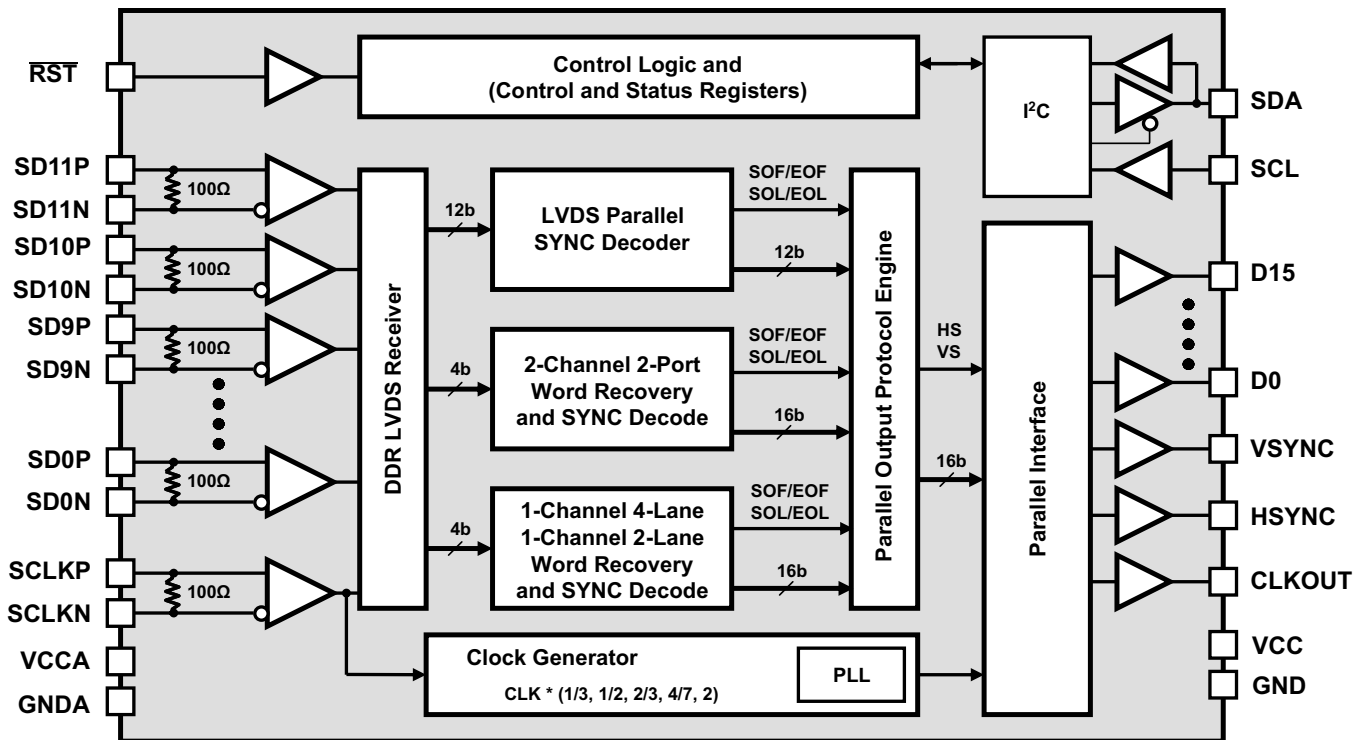 RST
SD11P
SD11N
SD10P
SD10N
SD9P
SD9N
SD0P
SD0N
SCLKP
SCLKN
VCCA
GNDA
100Ω
100Ω
100Ω
100Ω
100Ω
Control Logic and
(Control and Status Registers)
DDR LVDS Receiver
12b
4b
4b
LVDS Parallel
SYNC Decoder
2-Channel 2-Port
Word Recovery
and SYNC Decode
1-Channel 4-Lane
1-Channel 2-Lane
Word Recovery
and SYNC Decode
SOF/EOF
SOL/EOL
12b
SOF/EOF
SOL/EOL
16b
SOF/EOF
SOL/EOL
16b
Clock Generator
CLK * (1/3, 1/2, 2/3, 4/7, 2)
PLL
Parallel Output Protocol Engine
HS
VS
16b
I²C
Parallel Interface
SDA
SCL
D15
D0
VSYNC
HSYNC
CLKOUT
VCC
GND